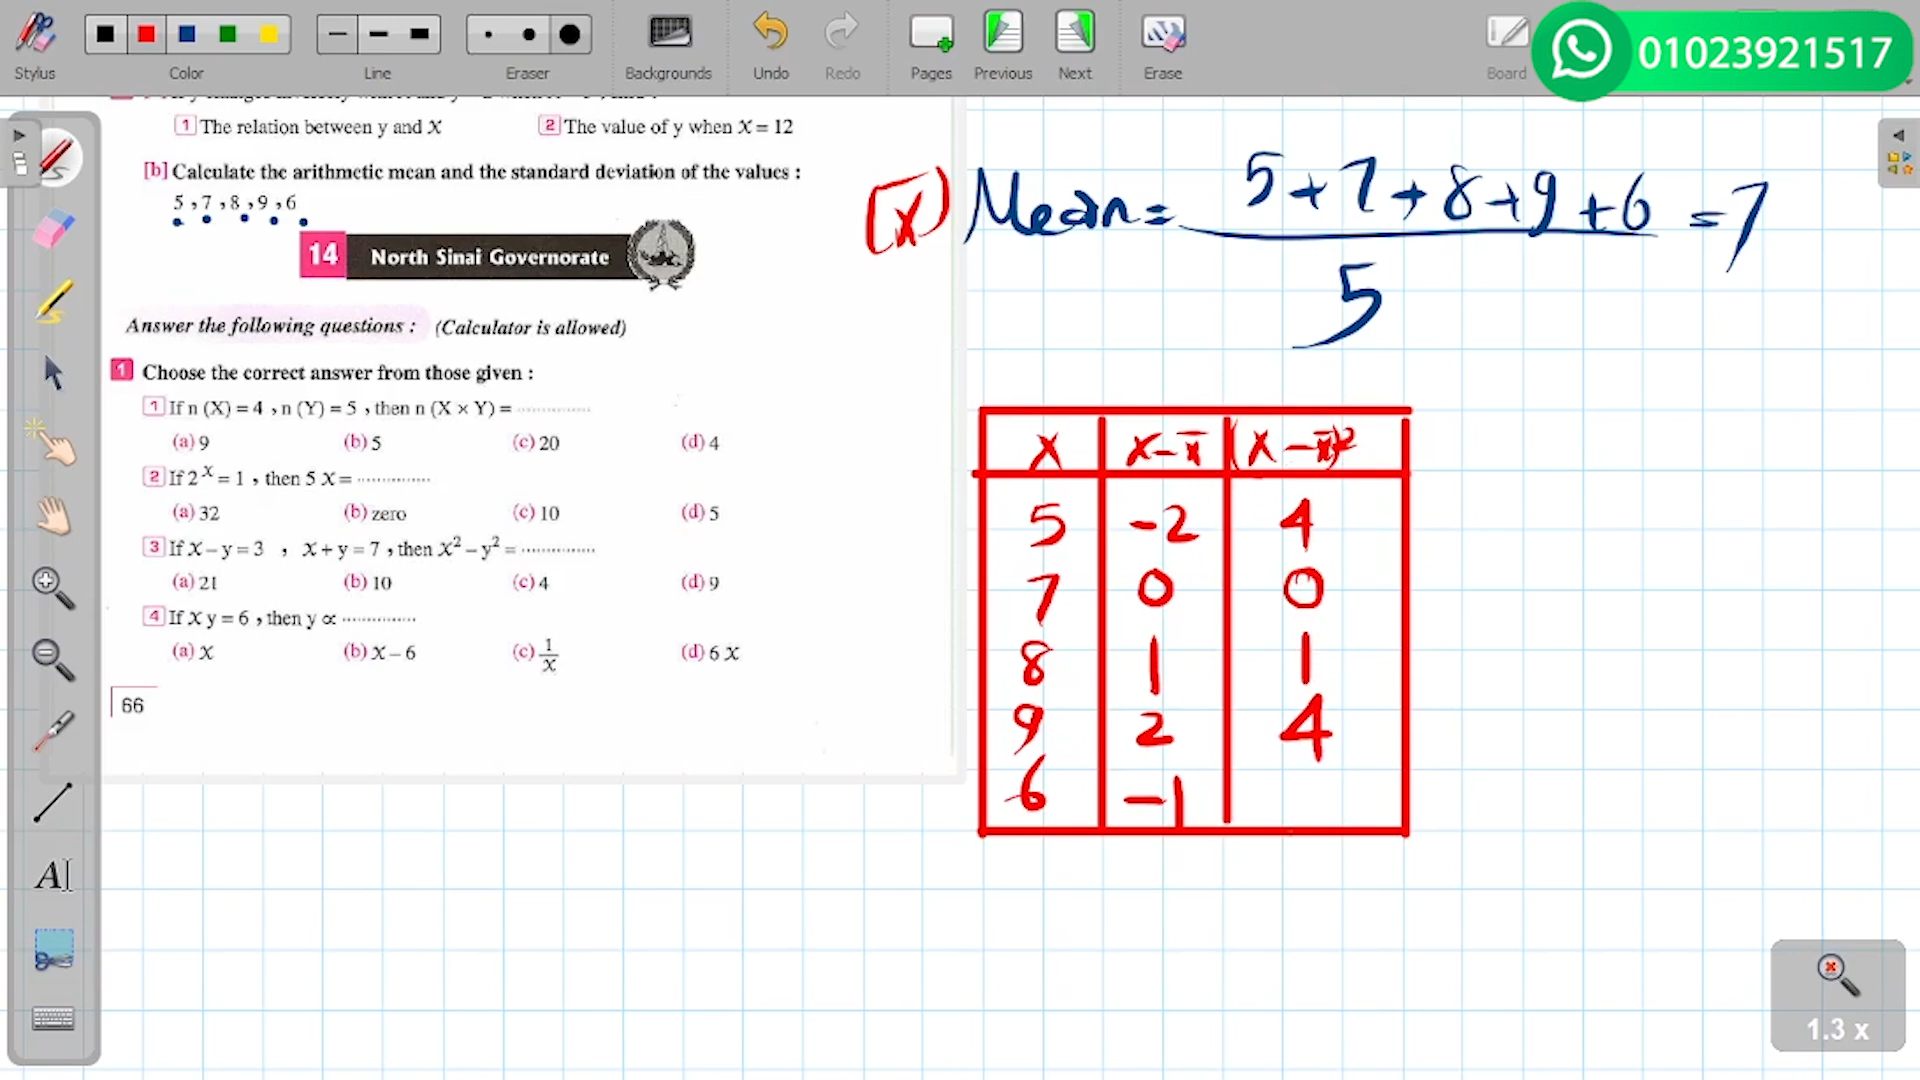 Stylus Color Line Eraser Backgrounds Undo Redo Pages Previous Next Erase Board
01023921517
1 The relation between y and X 2 The value of y when X = 12
[b] Calculate the arithmetic mean and the standard deviation of the values :
5 , 7 , 8 , 9 , 6
14 North Sinai Governorate
Answer the following questions : (Calculator is allowed)
1 Choose the correct answer from those given :
1 If n (X) = 4 , n (Y) = 5 , then n (X × Y) = ···············
(a) 9 (b) 5 (c) 20 (d) 4
2 If 2^X = 1 , then 5 X = ···············
(a) 32 (b) zero (c) 10 (d) 5
3 If X – y = 3 , X + y = 7 , then X² – y² = ···············
(a) 21 (b) 10 (c) 4 (d) 9
4 If X y = 6 , then y ∝ ···············
(a) X (b) X – 6 (c) 1/X (d) 6 X
66
[x̄] Mean = 5+7+8+9+6 / 5 = 7
x x-x̄ (x-x̄)²
5 -2 4
7 0 0
8 1 1
9 2 4
6 -1
1.3 x